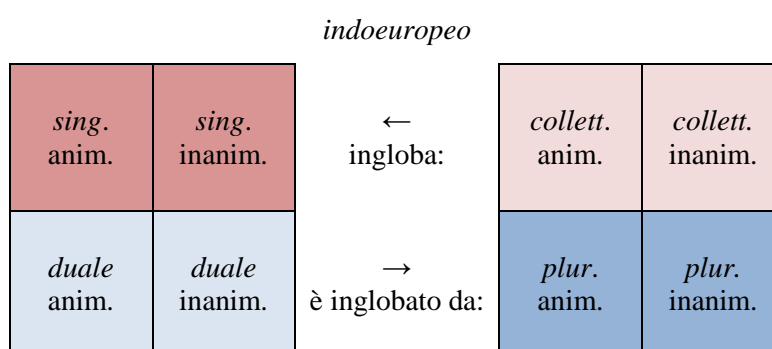 indoeuropeo
sing. sing. ← collett. collett.
anim. inanim. ingloba: anim. inanim.
duale duale → plur. plur.
anim. inanim. è inglobato da: anim. inanim.